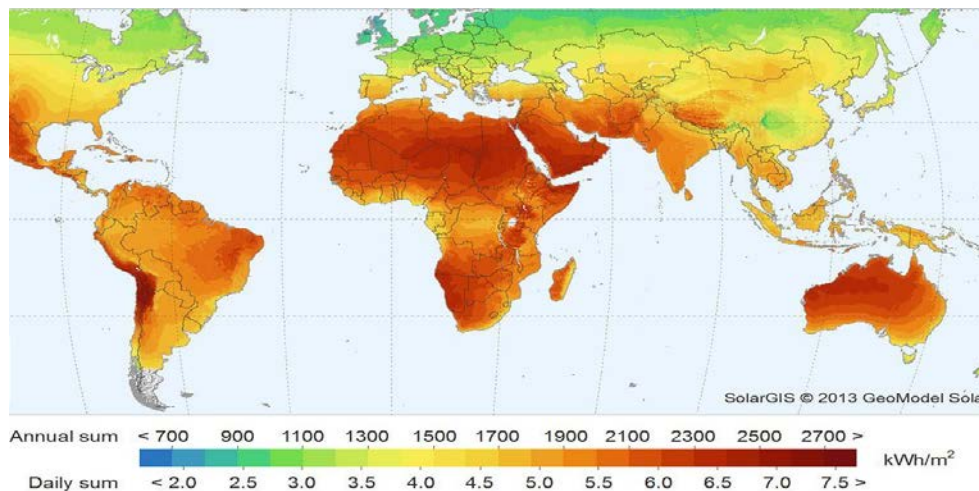 SolarGIS © 2013 GeoModel Sola
Annual sum < 700 900 1100 1300 1500 1700 1900 2100 2300 2500 2700 >
kWh/m²
Daily sum < 2.0 2.5 3.0 3.5 4.0 4.5 5.0 5.5 6.0 6.5 7.0 7.5 >